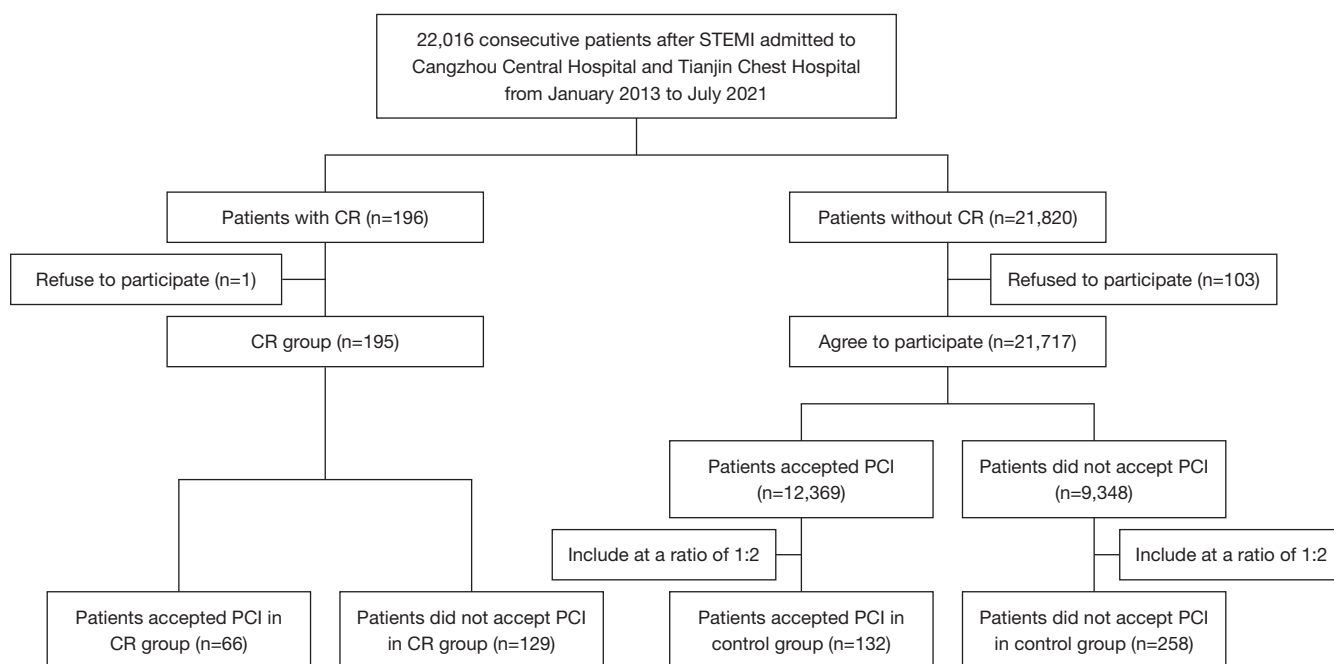 22,016 consecutive patients after STEMI admitted to
Cangzhou Central Hospital and Tianjin Chest Hospital
from January 2013 to July 2021
Patients with CR (n=196)
Patients without CR (n=21,820)
Refuse to participate (n=1)
Refused to participate (n=103)
CR group (n=195)
Agree to participate (n=21,717)
Patients accepted PCI
(n=12,369)
Patients did not accept PCI
(n=9,348)
Include at a ratio of 1:2
Include at a ratio of 1:2
Patients accepted PCI in
CR group (n=66)
Patients did not accept PCI
in CR group (n=129)
Patients accepted PCI in
control group (n=132)
Patients did not accept PCI
in control group (n=258)